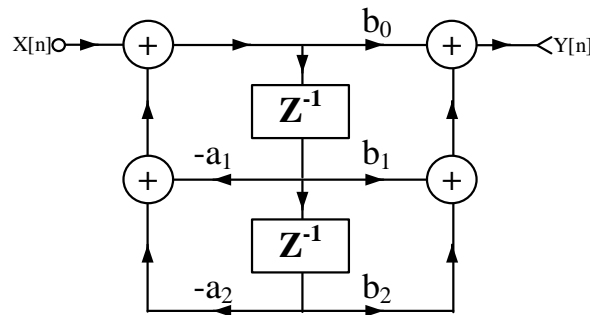 b₀
X[n] + + Y[n]
Z⁻¹
-a₁ b₁
+ +
Z⁻¹
-a₂ b₂